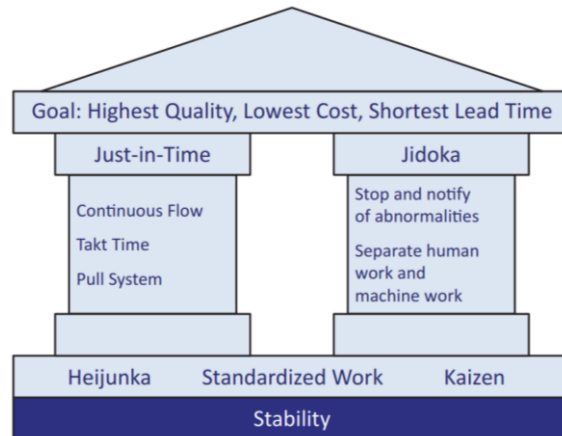 Goal: Highest Quality, Lowest Cost, Shortest Lead Time
Just-in-Time
Continuous Flow
Takt Time
Pull System
Jidoka
Stop and notify
of abnormalities
Separate human
work and
machine work
Heijunka Standardized Work Kaizen
Stability